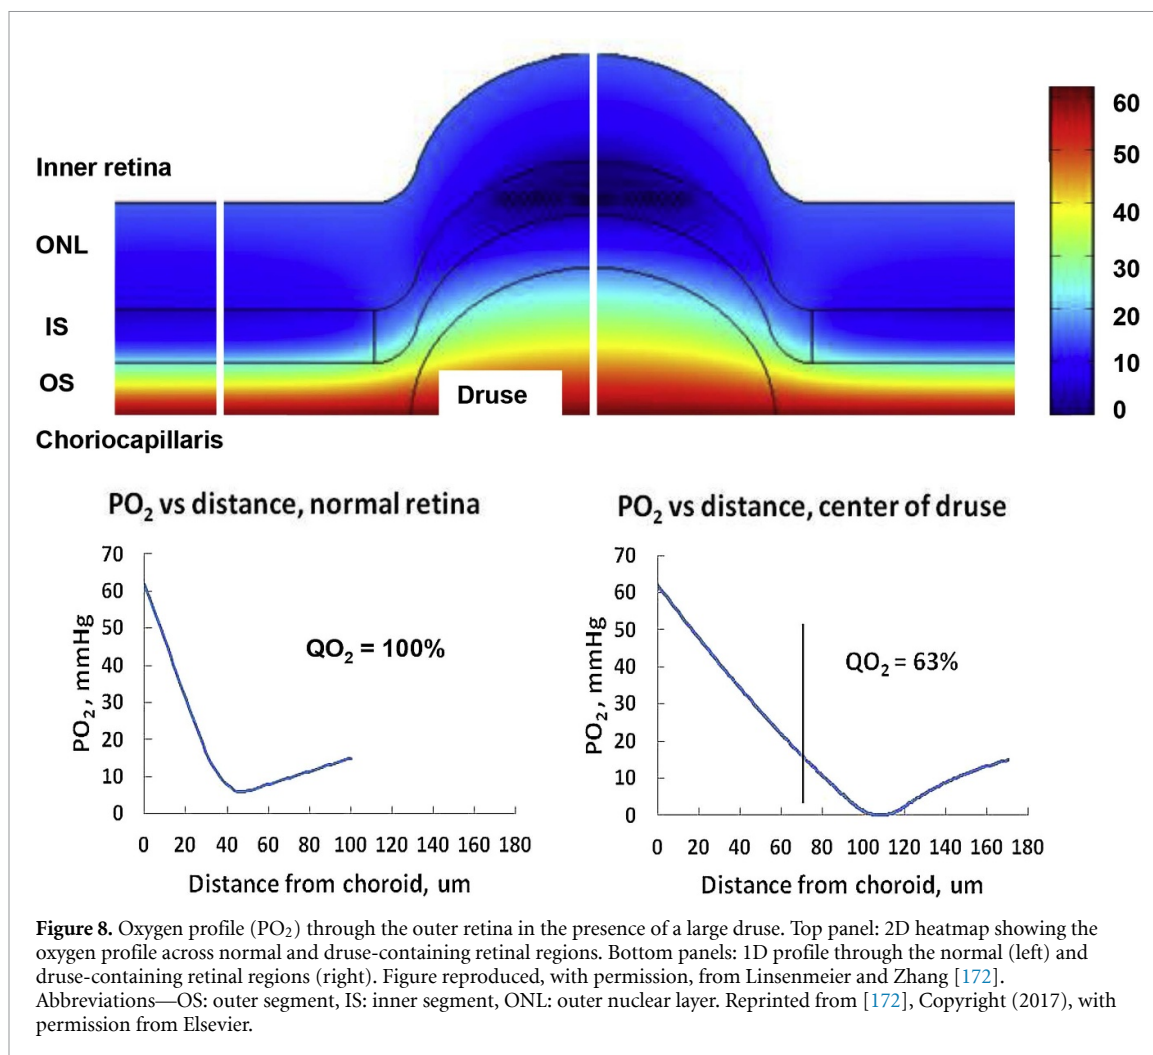 Inner retina
ONL
IS
OS
Druse
Choriocapillaris
60
50
40
30
20
10
0
PO2 vs distance, normal retina
70
60
50
40
30
20
10
0
PO2, mmHg
QO2 = 100%
0 20 40 60 80 100 120 140 160 180
Distance from choroid, um
PO2 vs distance, center of druse
70
60
50
40
30
20
10
0
PO2, mmHg
QO2 = 63%
0 20 40 60 80 100 120 140 160 180
Distance from choroid, um
Figure 8. Oxygen profile (PO2) through the outer retina in the presence of a large druse. Top panel: 2D heatmap showing the
oxygen profile across normal and druse-containing retinal regions. Bottom panels: 1D profile through the normal (left) and
druse-containing retinal regions (right). Figure reproduced, with permission, from Linsenmeier and Zhang [172].
Abbreviations—OS: outer segment, IS: inner segment, ONL: outer nuclear layer. Reprinted from [172], Copyright (2017), with
permission from Elsevier.